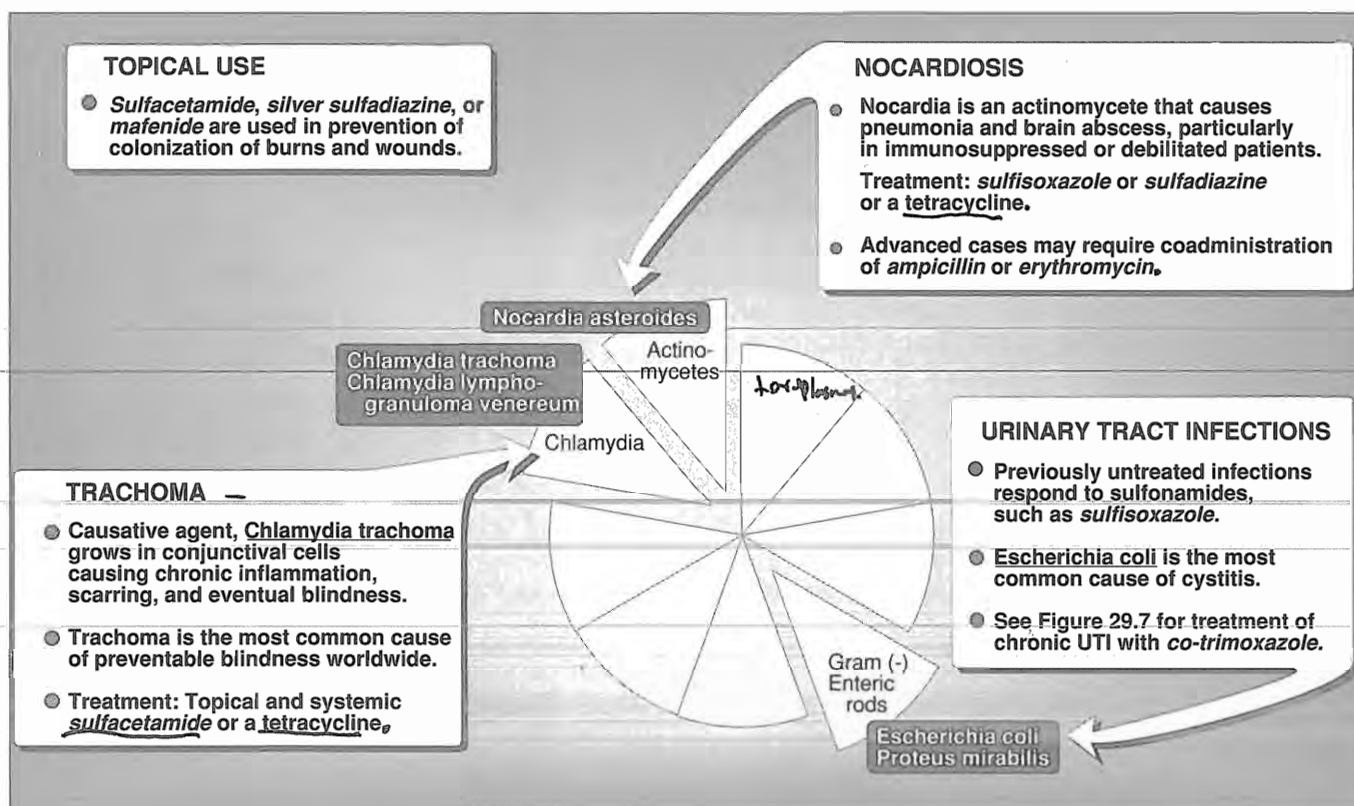 TOPICAL USE
Sulfacetamide, silver sulfadiazine, or
mafenide are used in prevention of
colonization of burns and wounds.
NOCARDIOSIS
Nocardia is an actinomycete that causes
pneumonia and brain abscess, particularly
in immunosuppressed or debilitated patients.
Treatment: sulfisoxazole or sulfadiazine
or a tetracycline.
Advanced cases may require coadministration
of ampicillin or erythromycin.
Nocardia asteroides
Actino-
mycetes
Chlamydia trachoma
Chlamydia lympho-
granuloma venereum
Chlamydia
TRACHOMA
Causative agent, Chlamydia trachoma
grows in conjunctival cells
causing chronic inflammation,
scarring, and eventual blindness.
Trachoma is the most common cause
of preventable blindness worldwide.
Treatment: Topical and systemic
sulfacetamide or a tetracycline.
URINARY TRACT INFECTIONS
Previously untreated infections
respond to sulfonamides,
such as sulfisoxazole.
Escherichia coli is the most
common cause of cystitis.
See Figure 29.7 for treatment of
chronic UTI with co-trimoxazole.
Gram (-)
Enteric
rods
Escherichia coli
Proteus mirabilis